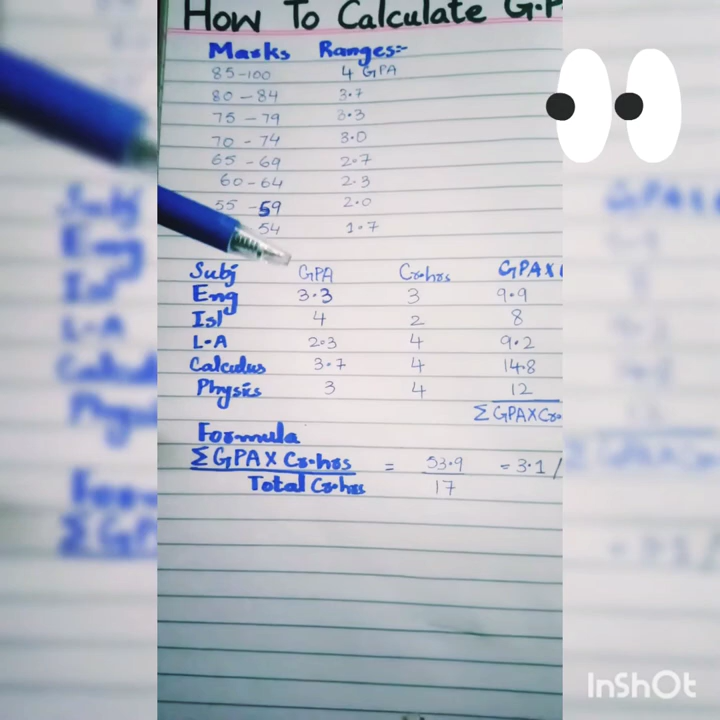 How To Calculate G.P
Marks Ranges:-
85-100 4 GPA
80 - 84 3.7
75 - 79 3.3
70 - 74 3.0
65 - 69 2.7
60 - 64 2.3
55 - 59 2.0
54 1.7
Subj GPA Cr.hrs GPAX
Eng 3.3 3 9.9
Isl 4 2 8
L.A 2.3 4 9.2
Calculus 3.7 4 14.8
Physics 3 4 12
ΣGPAXCr.
Formula
ΣGPA X Cr.hrs = 53.9 = 3.1/
Total Cr.hrs 17
InShOt